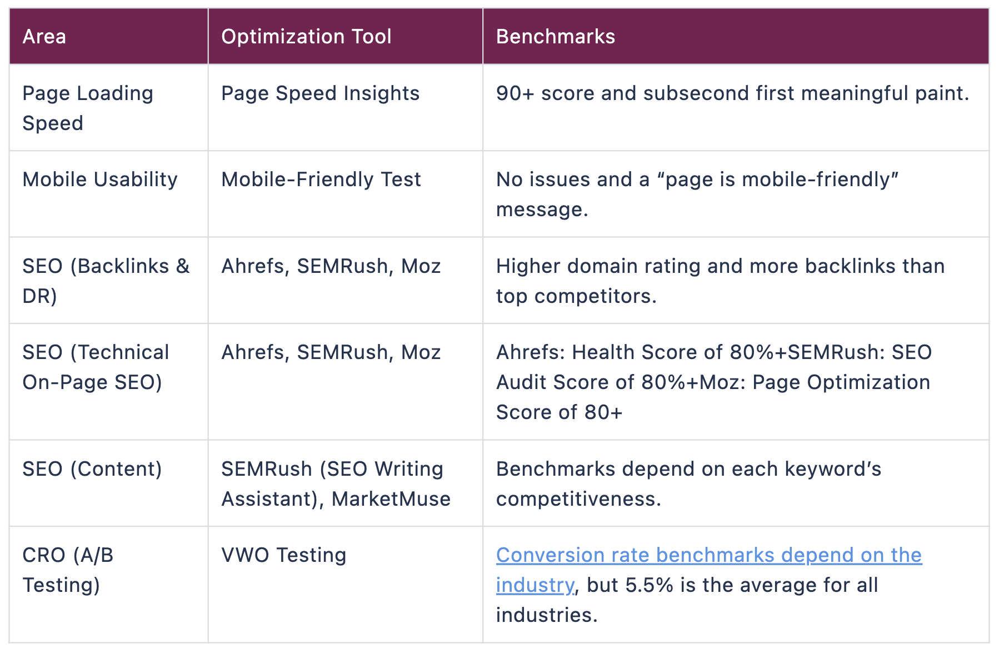 Area
Optimization Tool
Benchmarks
Page Loading
Speed
Page Speed Insights
90+ score and subsecond first meaningful paint.
Mobile Usability
Mobile-Friendly Test
No issues and a “page is mobile-friendly”
message.
SEO (Backlinks &
DR)
Ahrefs, SEMRush, Moz
Higher domain rating and more backlinks than
top competitors.
SEO (Technical
On-Page SEO)
Ahrefs, SEMRush, Moz
Ahrefs: Health Score of 80%+SEMRush: SEO
Audit Score of 80%+Moz: Page Optimization
Score of 80+
SEO (Content)
SEMRush (SEO Writing
Assistant), MarketMuse
Benchmarks depend on each keyword’s
competitiveness.
CRO (A/B
Testing)
VWO Testing
Conversion rate benchmarks depend on the
industry, but 5.5% is the average for all
industries.